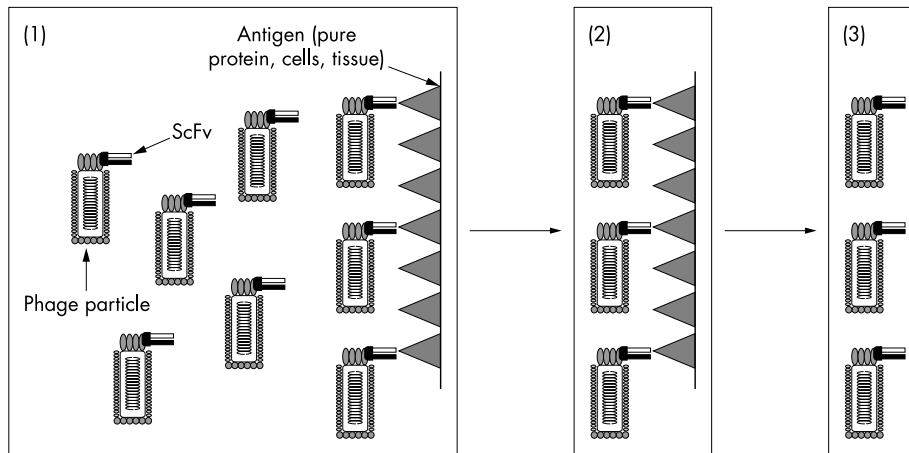 (1)
Antigen (pure
protein, cells, tissue)
ScFv
Phage particle
(2)
(3)